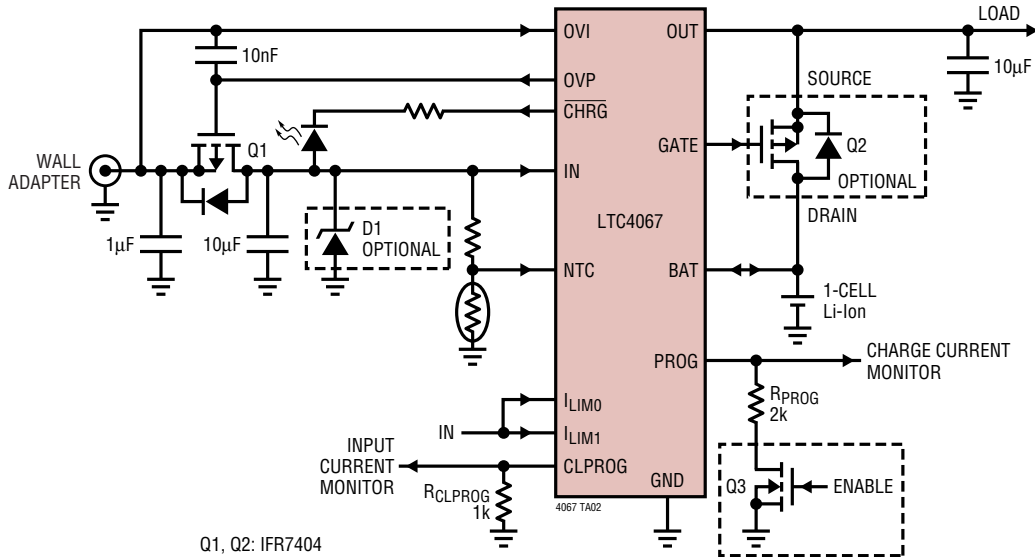 LOAD
OVI
OUT
10nF
10µF
OVP
SOURCE
CHRG
Q1
GATE
Q2
WALL
ADAPTER
IN
OPTIONAL
LTC4067
DRAIN
1µF
10µF
D1
OPTIONAL
NTC
BAT
1-CELL
Li-Ion
PROG
CHARGE CURRENT
MONITOR
RPROG
2k
ILIM0
IN
ILIM1
INPUT
CURRENT
MONITOR
CLPROG
GND
Q3
ENABLE
RCLPROG
1k
4067 TA02
Q1, Q2: IFR7404